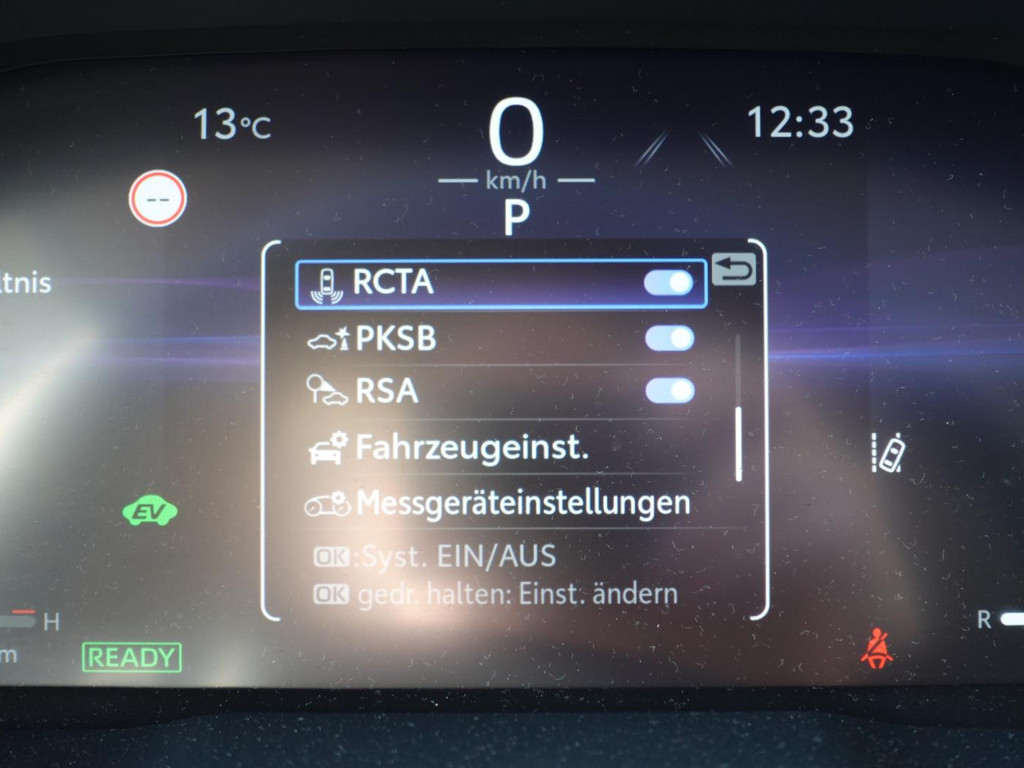 13°C
0
12:33
km/h
--
P
ltnis
RCTA
PKSB
RSA
Fahrzeugeinst.
Messgeräteinstellungen
EV
OK:Syst. EIN/AUS
OK gedr. halten: Einst. ändern
H
R
m
READY